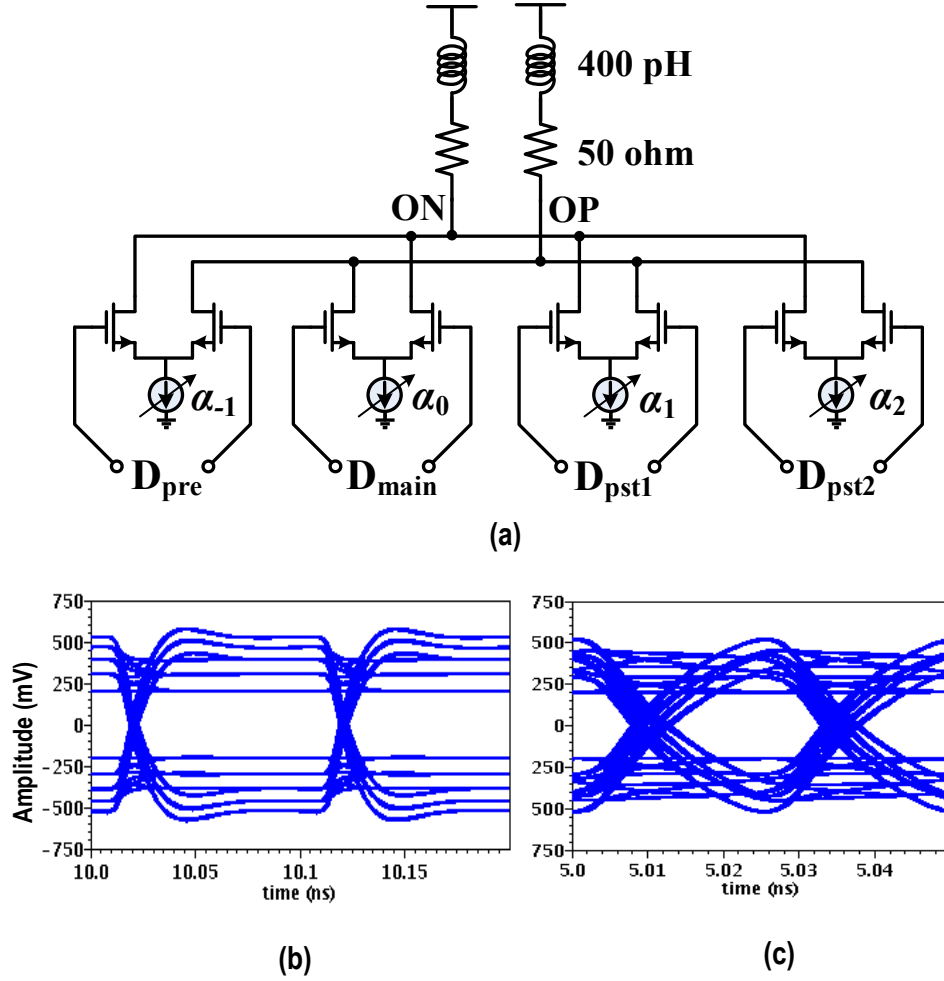 400 pH
50 ohm
ON OP
α-1 α0 α1 α2
Dpre Dmain Dpst1 Dpst2
(a)
750 750
500 500
250 250
0 0
-250 250
-500 500
-750 750
Amplitude (mV)
10.0 10.05 10.1 10.15 5.0 5.01 5.02 5.03 5.04
time (ns) time (ns)
(b) (c)